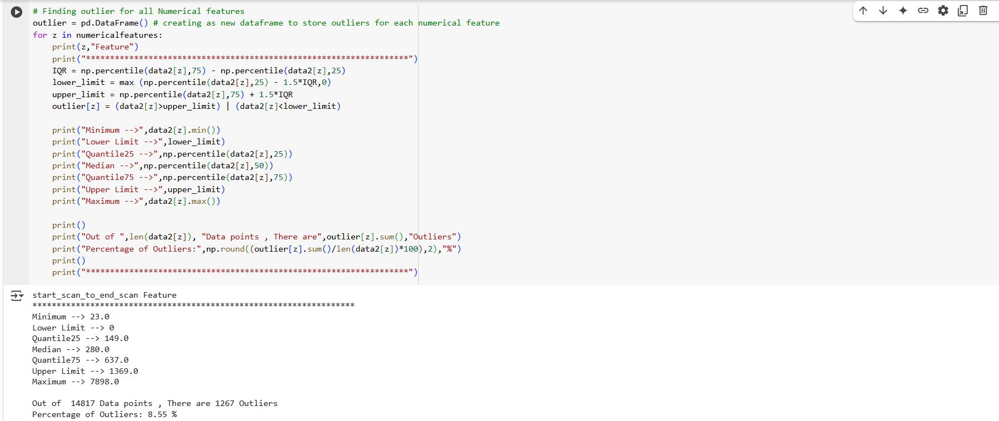 # Finding outlier for all Numerical features
outlier = pd.DataFrame() # creating as new dataframe to store outliers for each numerical feature
for z in numericalfeatures:
    print(z,"Feature")
    print("*******************************************************************")
    IQR = np.percentile(data2[z],75) - np.percentile(data2[z],25)
    lower_limit = max (np.percentile(data2[z],25) - 1.5*IQR,0)
    upper_limit = np.percentile(data2[z],75) + 1.5*IQR
    outlier[z] = (data2[z]>upper_limit) | (data2[z]<lower_limit)

    print("Minimum -->",data2[z].min())
    print("Lower Limit -->",lower_limit)
    print("Quantile25 -->",np.percentile(data2[z],25))
    print("Median -->",np.percentile(data2[z],50))
    print("Quantile75 -->",np.percentile(data2[z],75))
    print("Upper Limit -->",upper_limit)
    print("Maximum -->",data2[z].max())

    print()
    print("Out of ",len(data2[z]), "Data points , There are",outlier[z].sum(),"Outliers")
    print("Percentage of Outliers:",np.round((outlier[z].sum()/len(data2[z])*100),2),"%")
    print()
    print("*******************************************************************")
start_scan_to_end_scan Feature
*******************************************************************
Minimum --> 23.0
Lower Limit --> 0
Quantile25 --> 149.0
Median --> 280.0
Quantile75 --> 637.0
Upper Limit --> 1369.0
Maximum --> 7898.0

Out of  14817 Data points , There are 1267 Outliers
Percentage of Outliers: 8.55 %